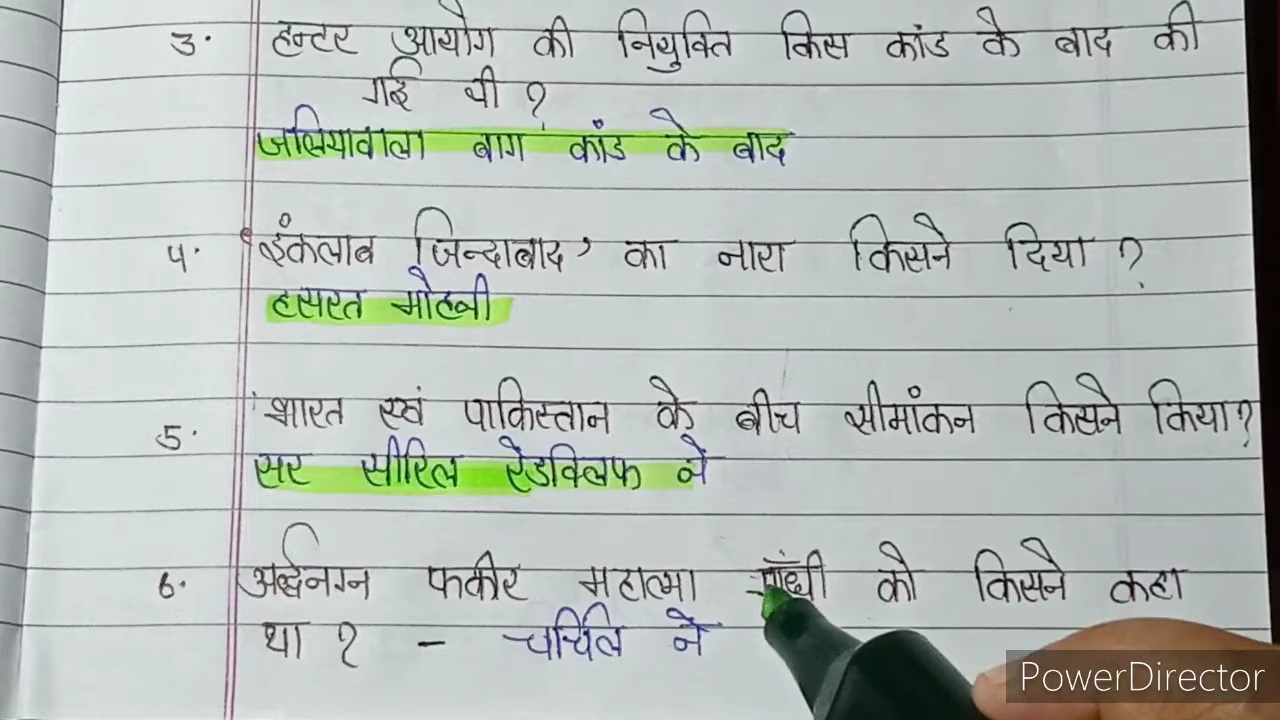 3. हन्टर आयोग की नियुक्ति किस कांड के बाद की
गई थी ?
जलियावाला बाग कांड के बाद
4. इंकलाब जिन्दाबाद' का नारा किसने दिया ?
हसरत मोहनी
5. भारत एवं पाकिस्तान के बीच सीमांकन किसने किया?
सर सीरिल रेडक्लिफ ने
6. अर्द्धनग्न फकीर महात्मा गाँधी को किसने कहा
था ? - चर्चिल ने
PowerDirector